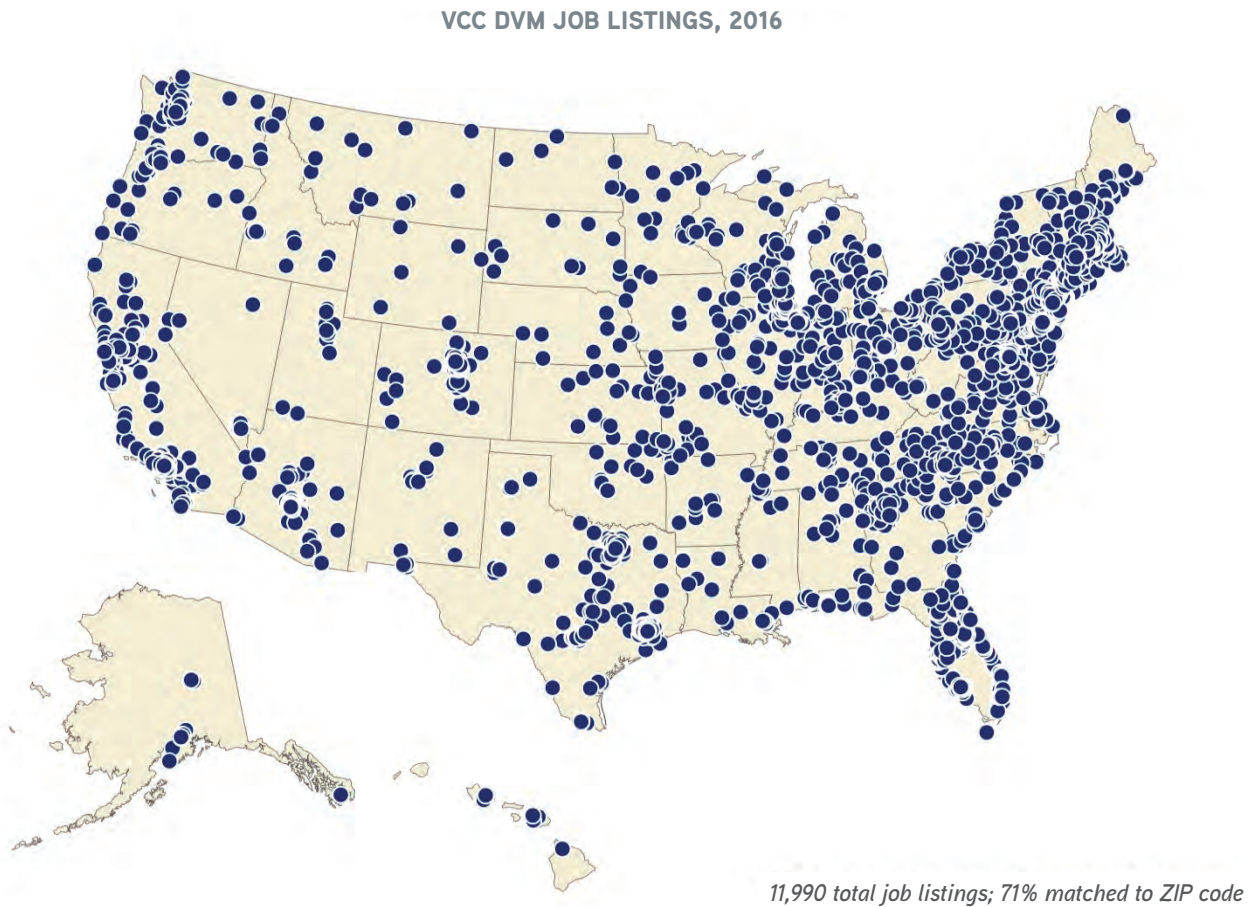 VCC DVM JOB LISTINGS, 2016
11,990 total job listings; 71% matched to ZIP code